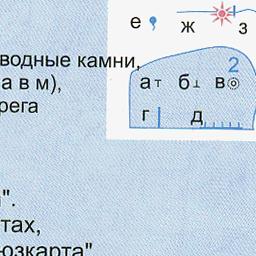 е ж з
водные камни,
2
а т б в
а в м),
рега
г д
".
тах,
юзкарта"